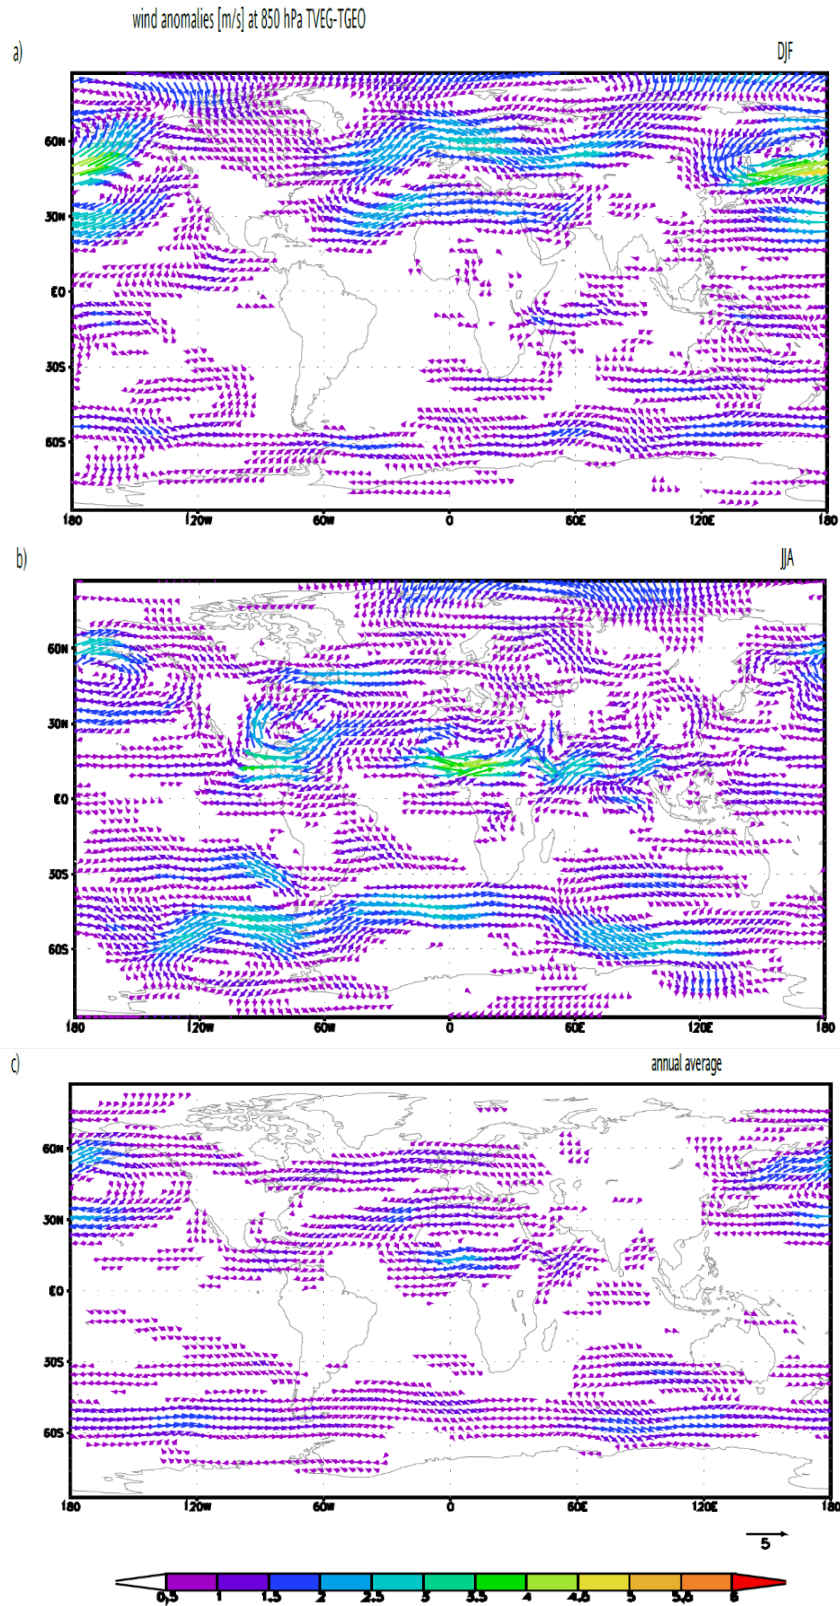 wind anomalies [m/s] at 850 hPa TVEG-TGEO
a)
DJF
60N
30N
EQ
30S
60S
180 120W 60W 0 60E 120E 180
b)
JJA
60N
30N
EQ
30S
60S
180 120W 60W 0 60E 120E 180
c)
annual average
60N
30N
EQ
30S
60S
180 120W 60W 0 60E 120E 180
5
0.5 1 1.5 2 2.5 3 3.5 4 4.5 5 5.5 6